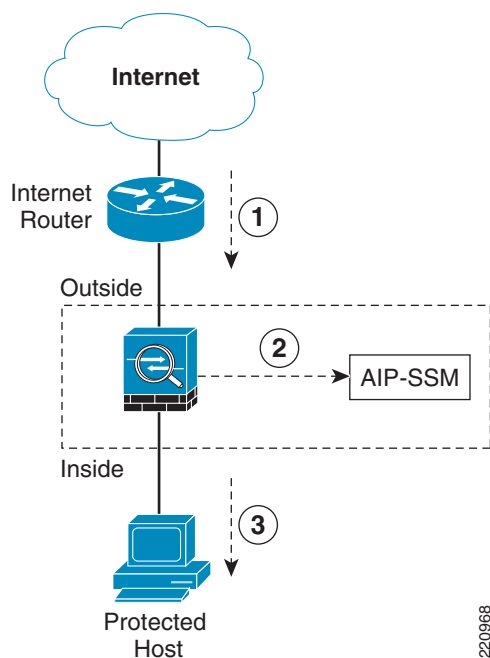 Internet
Internet
Router
1
Outside
2
AIP-SSM
Inside
3
Protected
Host
220968